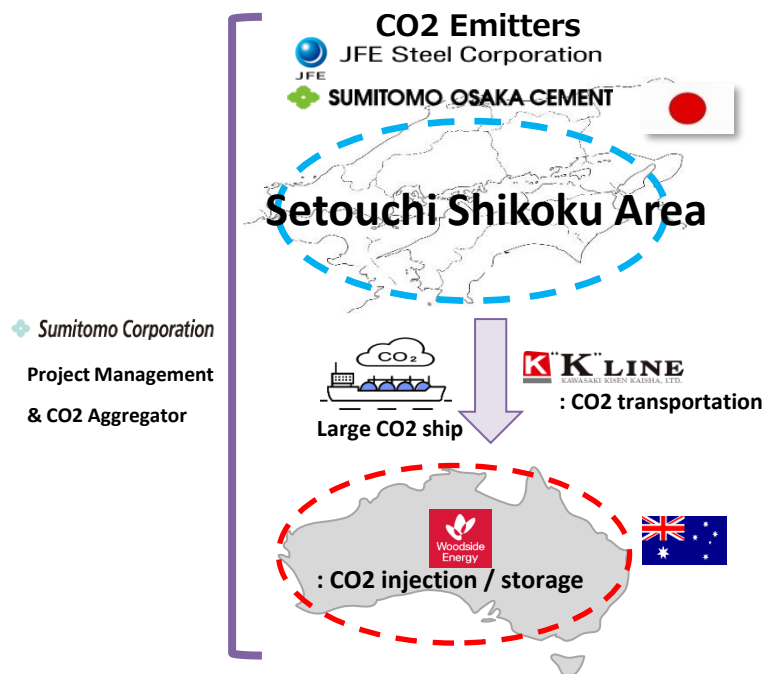 CO2 Emitters
JFE
JFE Steel Corporation
SUMITOMO OSAKA CEMENT
Setouchi Shikoku Area
Sumitomo Corporation
Project Management
& CO2 Aggregator
CO2
Large CO2 ship
K "K" LINE
KAWASAKI KISEN KAISHA, LTD.
: CO2 transportation
Woodside
Energy
: CO2 injection / storage